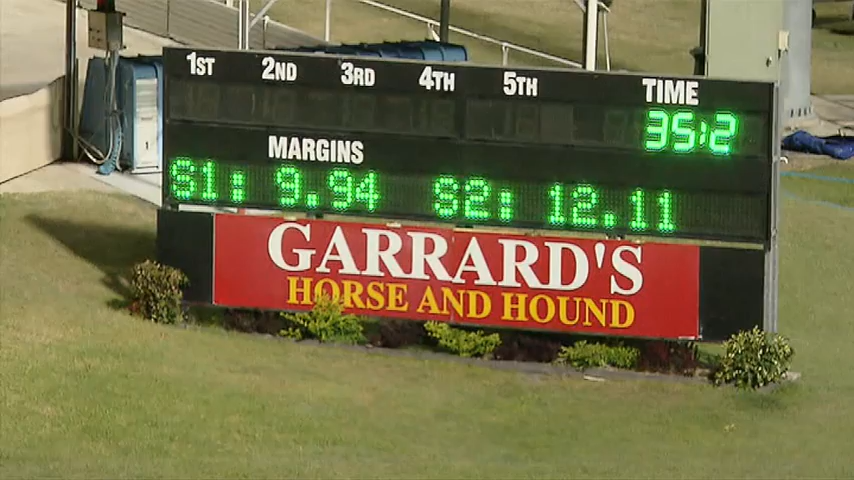 1ST 2ND 3RD 4TH 5TH TIME
35:2
MARGINS
S1: 9.94 S2: 12.11
GARRARD'S
HORSE AND HOUND